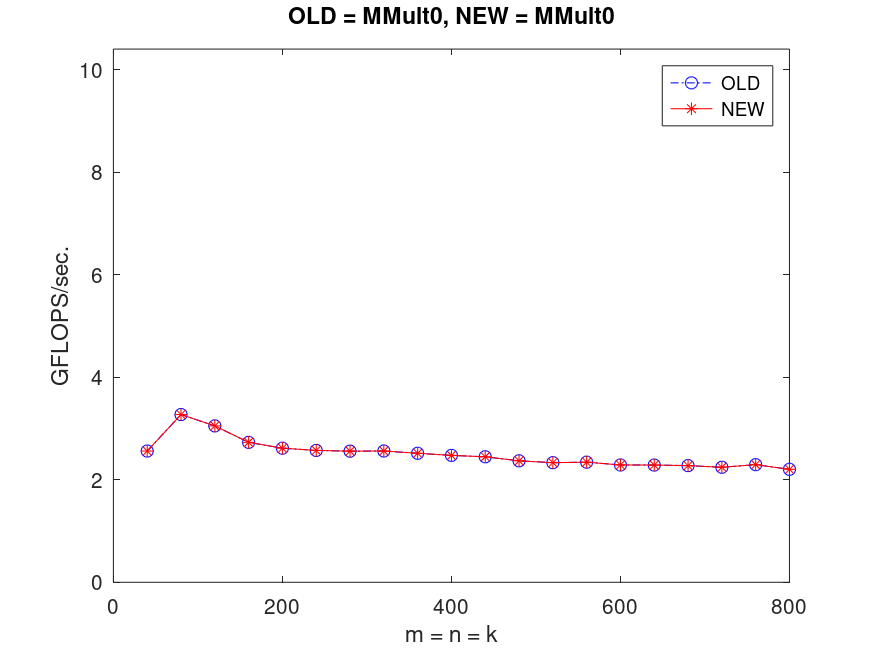 OLD = MMult0, NEW = MMult0
10
8
6
4
2
0
GFLOPS/sec.
OLD
NEW
0 200 400 600 800
m = n = k